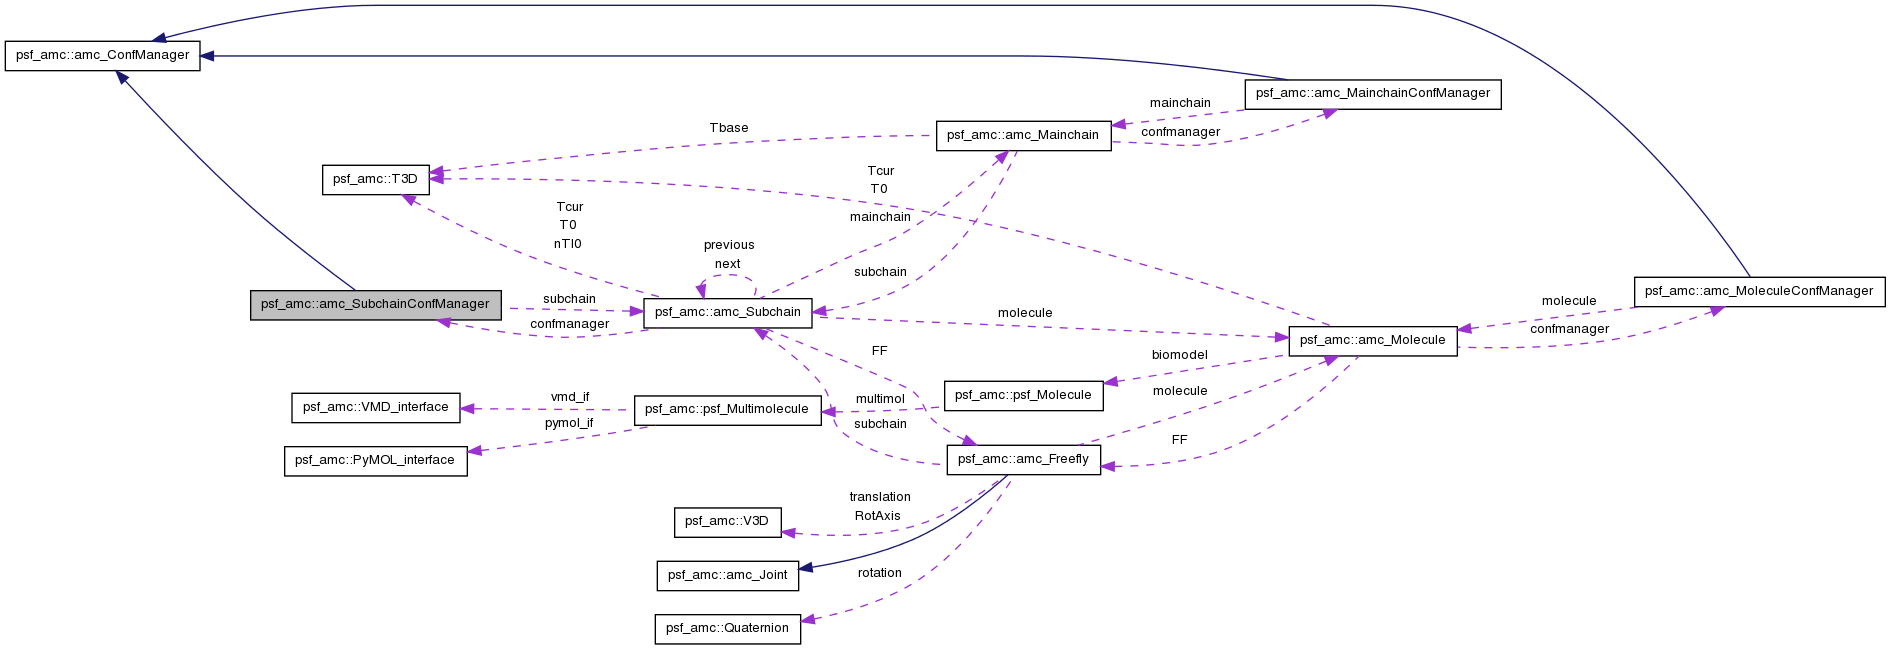 psf_amc::amc_ConfManager
psf_amc::amc_MainchainConfManager
mainchain
confmanager
Tbase
psf_amc::amc_Mainchain
psf_amc::T3D
Tcur
T0
Tcur
T0
nTl0
mainchain
previous
next
subchain
psf_amc::amc_SubchainConfManager
subchain
confmanager
psf_amc::amc_Subchain
molecule
psf_amc::amc_MoleculeConfManager
molecule
confmanager
psf_amc::amc_Molecule
FF
biomodel
psf_amc::VMD_interface
vmd_if
psf_amc::psf_Multimolecule
multimol
psf_amc::psf_Molecule
molecule
pymol_if
subchain
psf_amc::PyMOL_interface
psf_amc::amc_Freefly
FF
translation
RotAxis
psf_amc::V3D
psf_amc::amc_Joint
rotation
psf_amc::Quaternion